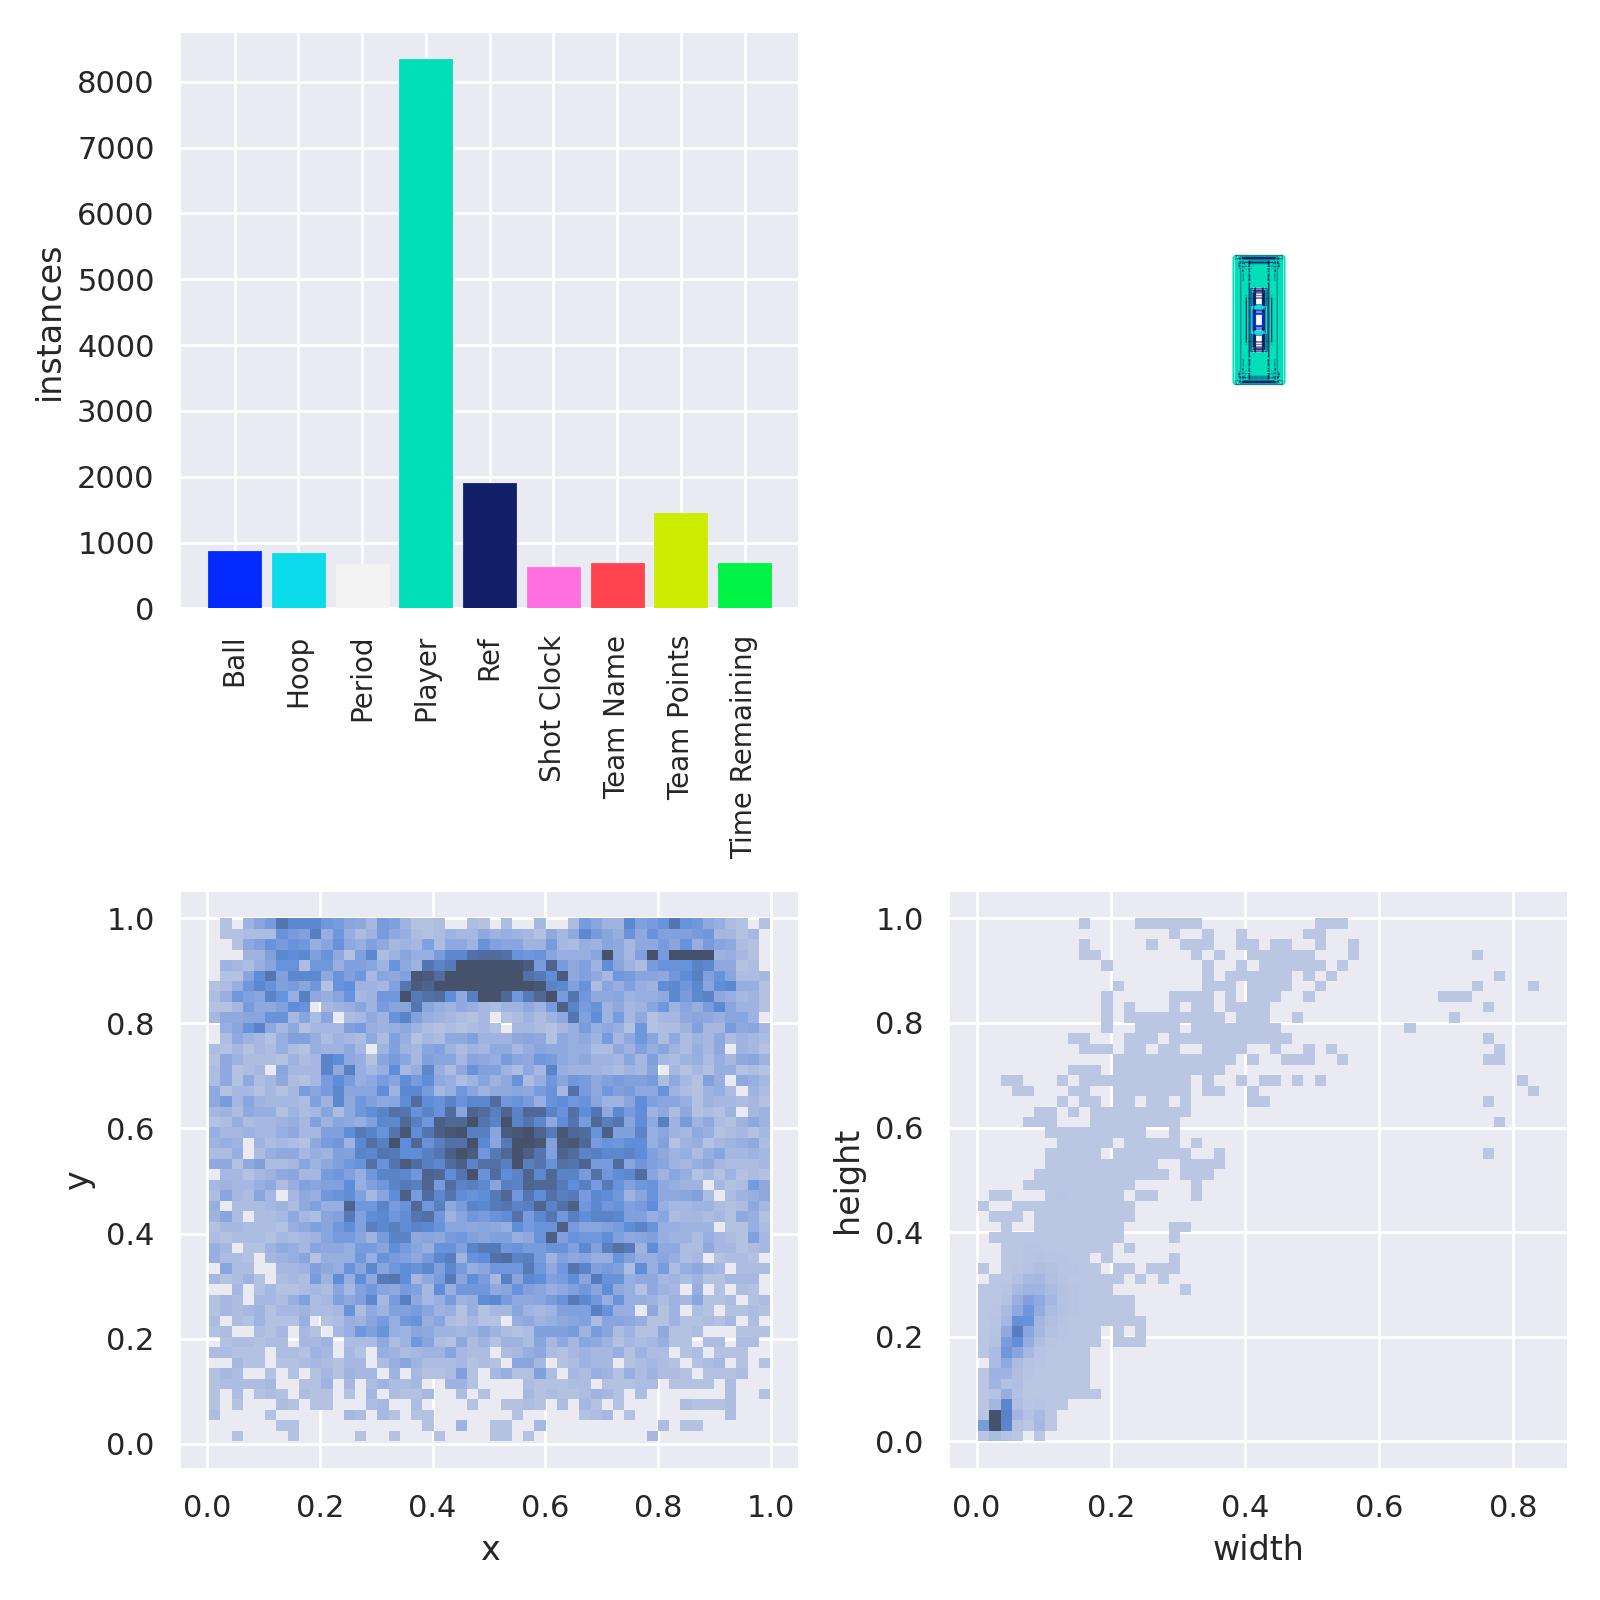 8000
7000
6000
5000
4000
3000
2000
1000
0
instances
Ball
Hoop
Period
Player
Ref
Shot Clock
Team Name
Team Points
Time Remaining
1.0
0.8
0.6
0.4
0.2
0.0
y
0.0 0.2 0.4 0.6 0.8 1.0
x
1.0
0.8
0.6
0.4
0.2
0.0
height
0.0 0.2 0.4 0.6 0.8
width